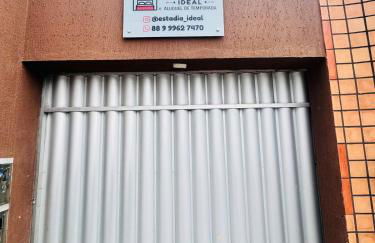 IDEAL
ALUGUEL DE TEMPORADA
@estadia_ideal
88 9 9962 7470